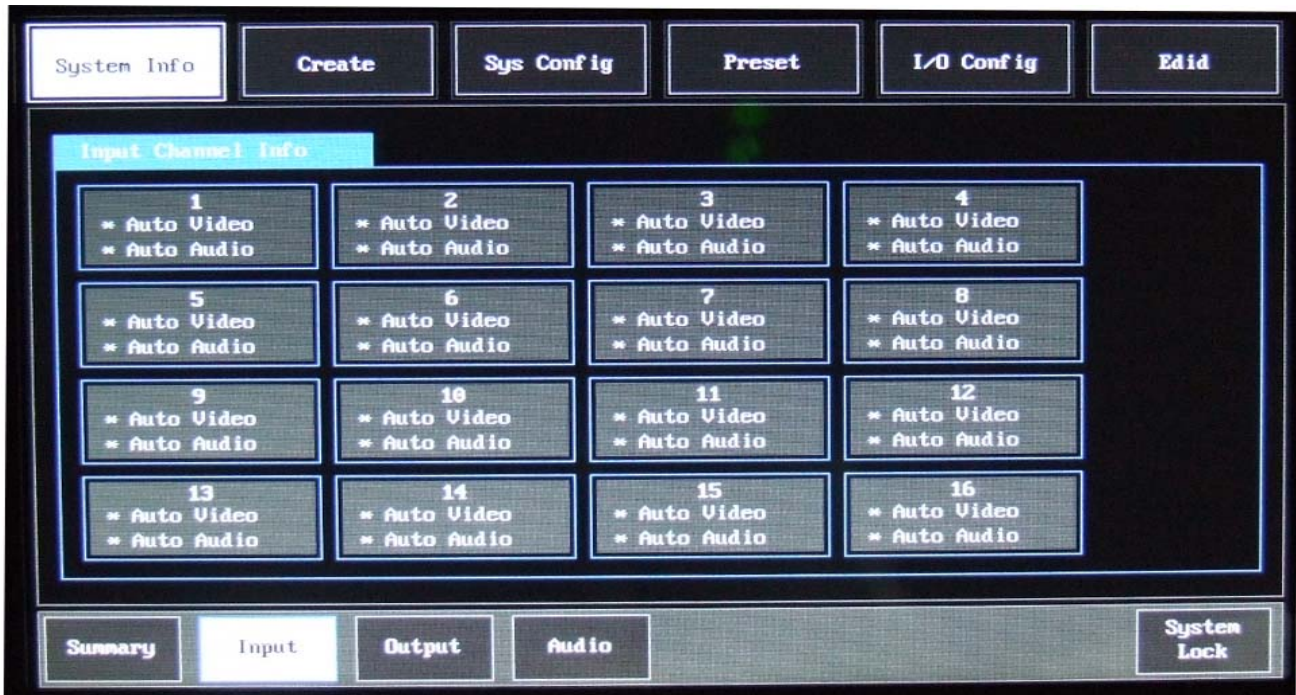 System Info
Create
Sys Config
Preset
I/O Config
Edid
Input Channel Info
1
* Auto Video
* Auto Audio
2
* Auto Video
* Auto Audio
3
* Auto Video
* Auto Audio
4
* Auto Video
* Auto Audio
5
* Auto Video
* Auto Audio
6
* Auto Video
* Auto Audio
7
* Auto Video
* Auto Audio
8
* Auto Video
* Auto Audio
9
* Auto Video
* Auto Audio
10
* Auto Video
* Auto Audio
11
* Auto Video
* Auto Audio
12
* Auto Video
* Auto Audio
13
* Auto Video
* Auto Audio
14
* Auto Video
* Auto Audio
15
* Auto Video
* Auto Audio
16
* Auto Video
* Auto Audio
Summary
Input
Output
Audio
System
Lock